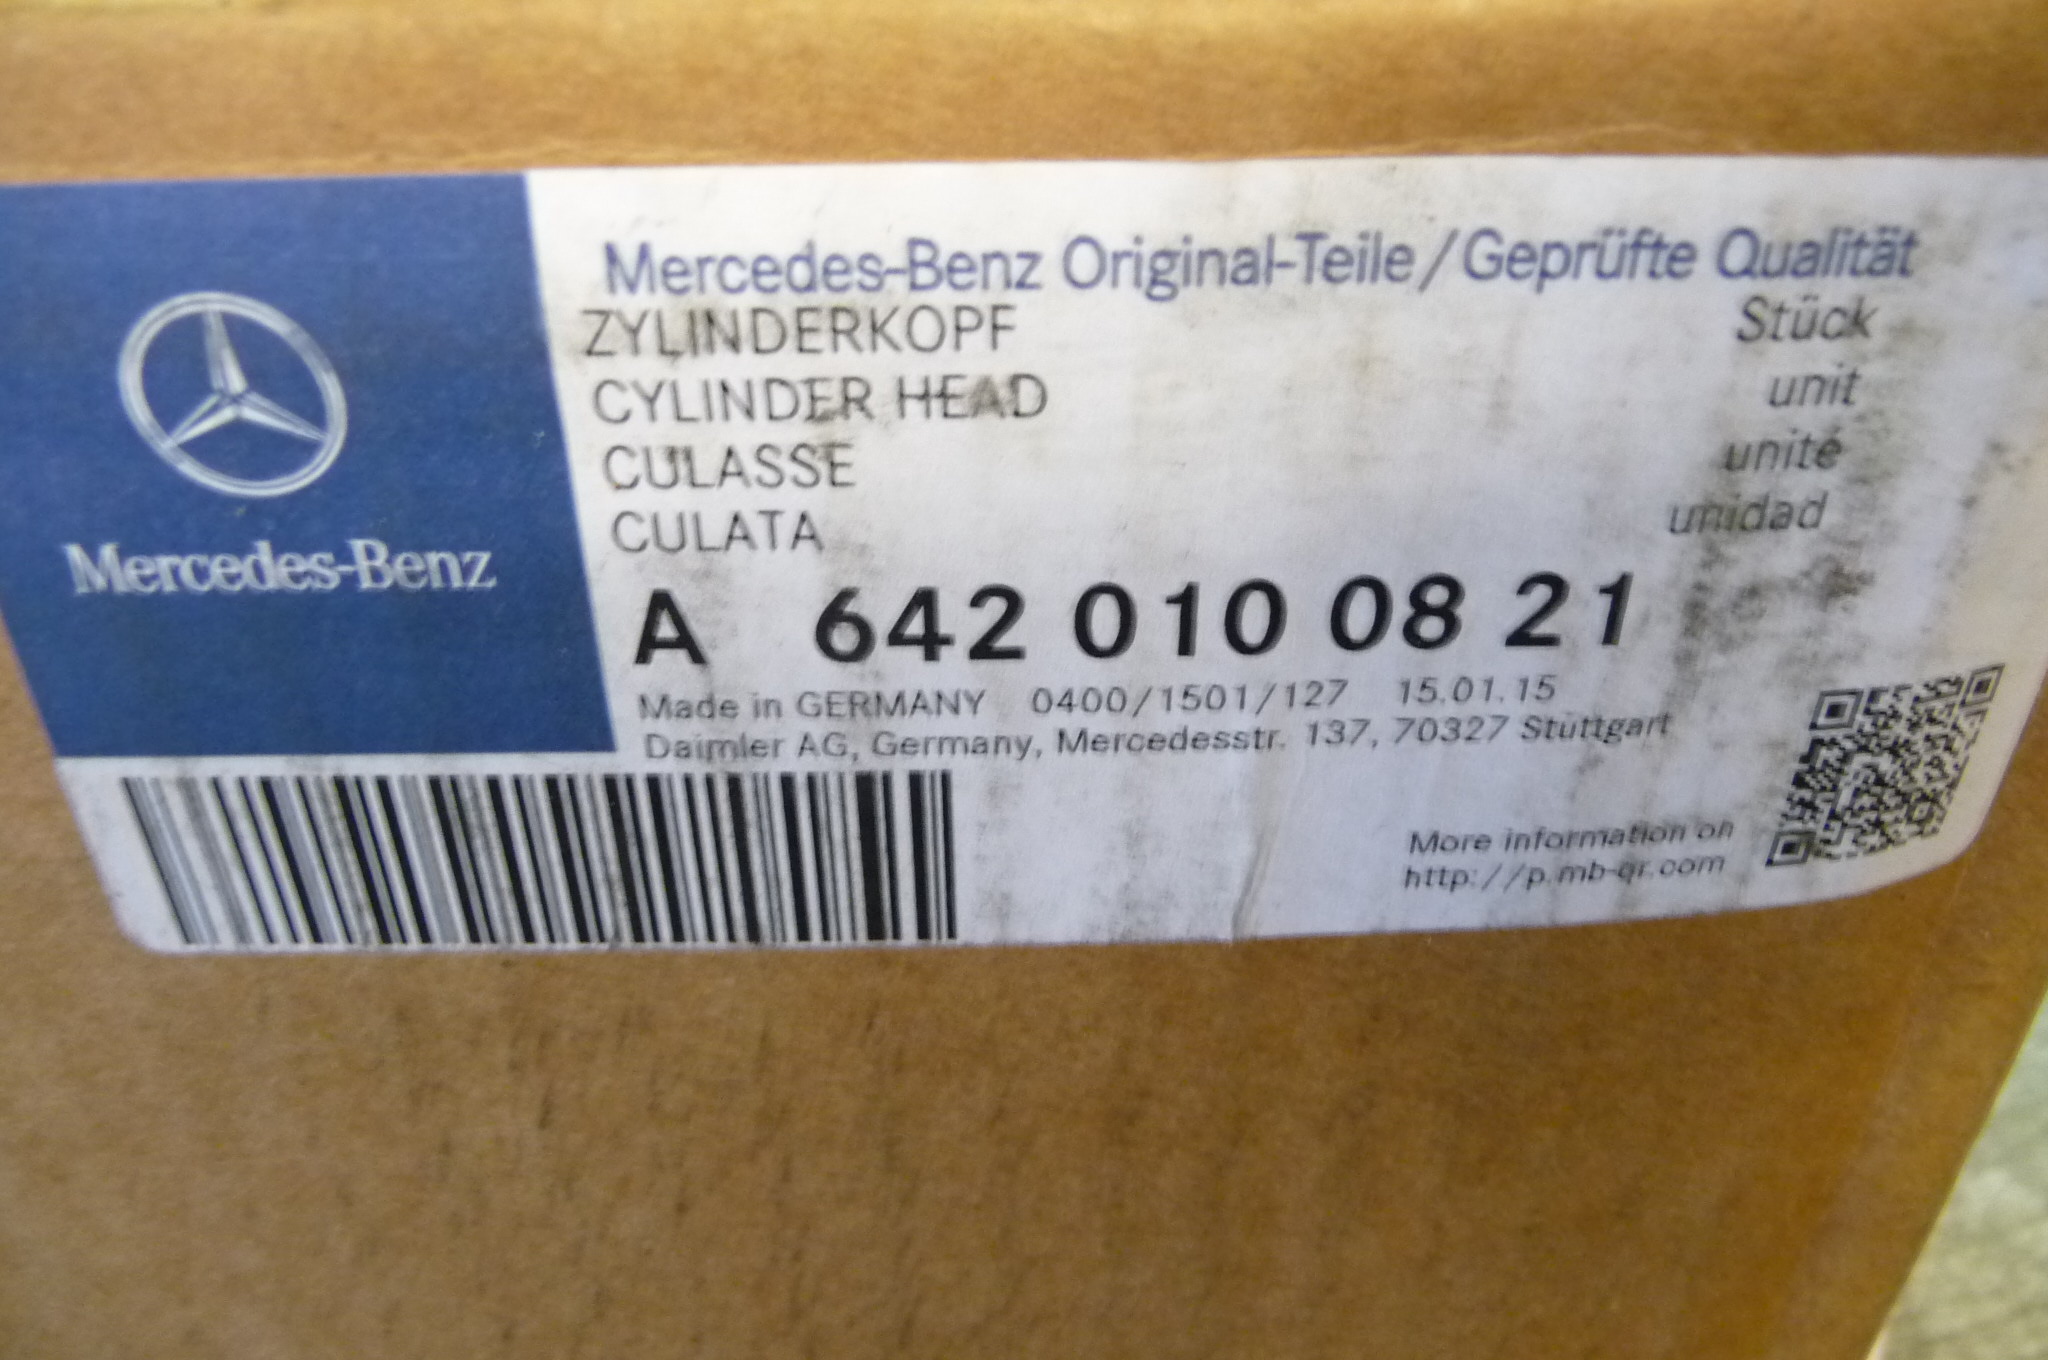 Mercedes-Benz
Mercedes-Benz Original-Teile/Geprüfte Qualität
ZYLINDERKOPF Stück
CYLINDER HEAD unit
CULASSE unité
CULATA unidad
A 642 010 08 21
Made in GERMANY 0400/1501/127 15.01.15
Daimler AG, Germany, Mercedesstr. 137, 70327 Stuttgart
More information on
http://p.mb-qr.com